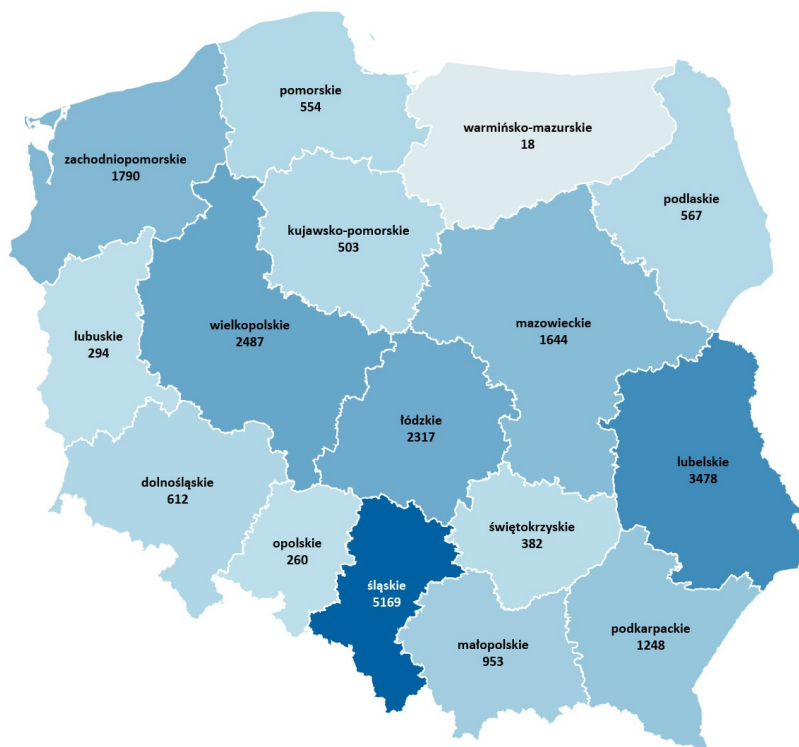 pomorskie
554
warmińsko-mazurskie
18
zachodniopomorskie
1790
podlaskie
567
kujawsko-pomorskie
503
wielkopolskie
2487
mazowieckie
1644
lubuskie
294
łódzkie
2317
lubelskie
3478
dolnośląskie
612
świętokrzyskie
382
opolskie
260
śląskie
5169
podkarpackie
1248
małopolskie
953